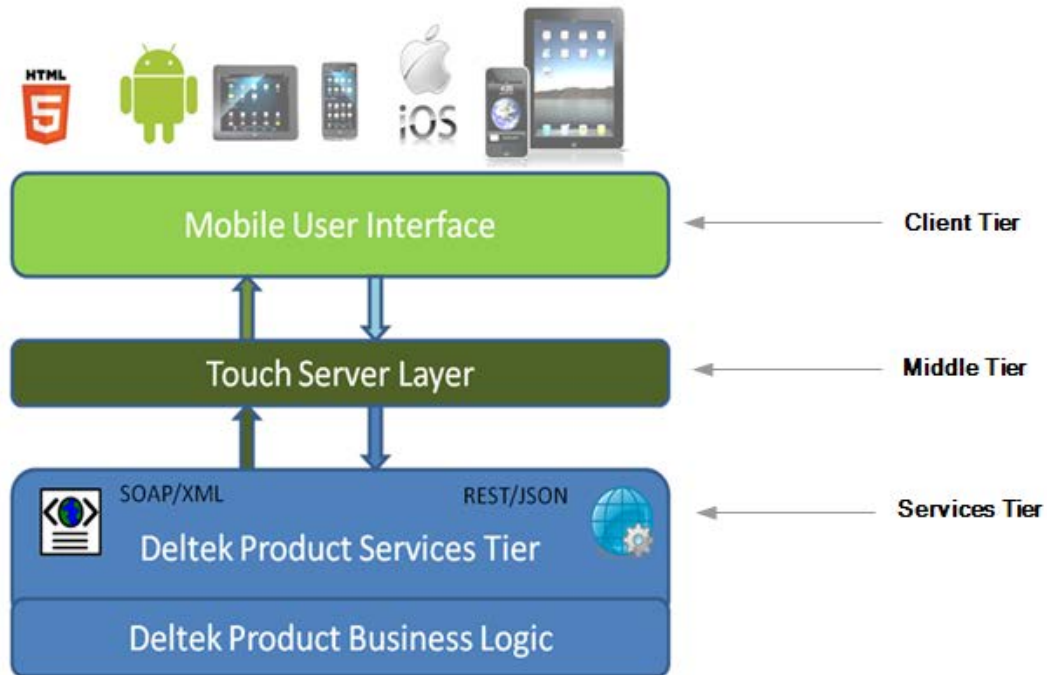 HTML
5
iOS
Mobile User Interface
Client Tier
Touch Server Layer
Middle Tier
SOAP/XML
REST/JSON
Services Tier
Deltek Product Services Tier
Deltek Product Business Logic